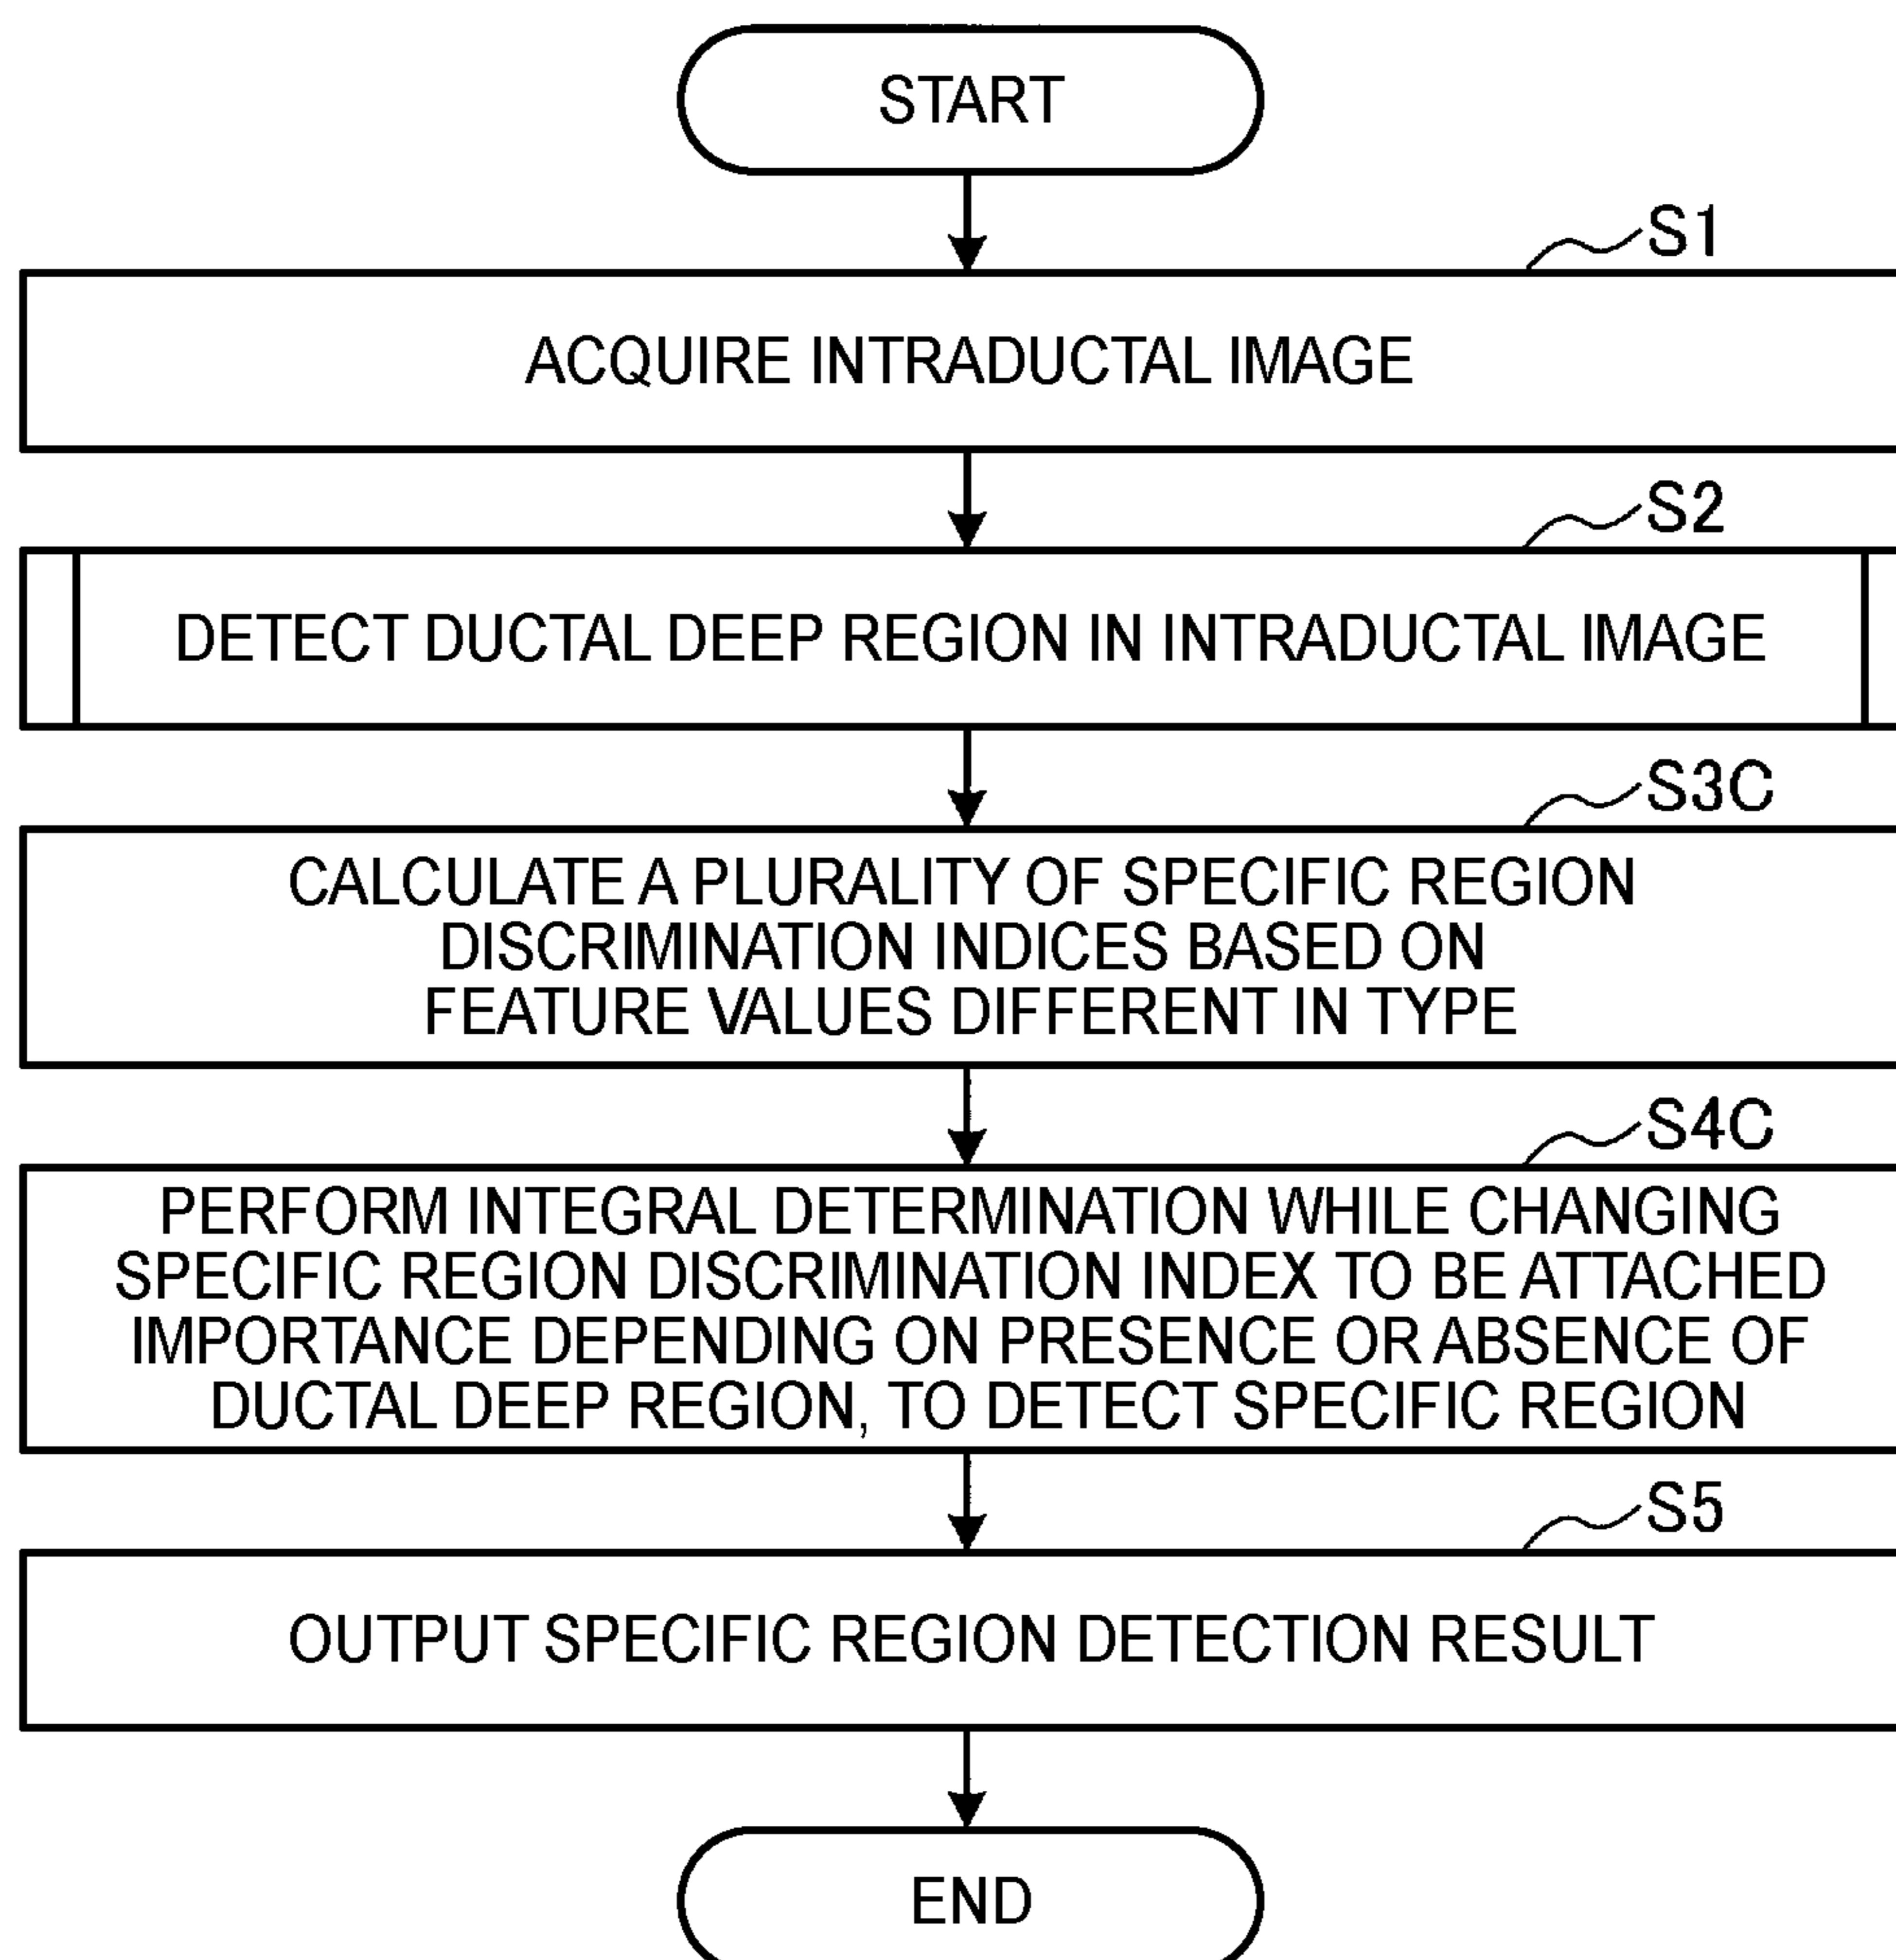 START
S1
ACQUIRE INTRADUCTAL IMAGE
S2
DETECT DUCTAL DEEP REGION IN INTRADUCTAL IMAGE
S3C
CALCULATE A PLURALITY OF SPECIFIC REGION
DISCRIMINATION INDICES BASED ON
FEATURE VALUES DIFFERENT IN TYPE
S4C
PERFORM INTEGRAL DETERMINATION WHILE CHANGING
SPECIFIC REGION DISCRIMINATION INDEX TO BE ATTACHED
IMPORTANCE DEPENDING ON PRESENCE OR ABSENCE OF
DUCTAL DEEP REGION, TO DETECT SPECIFIC REGION
S5
OUTPUT SPECIFIC REGION DETECTION RESULT
END